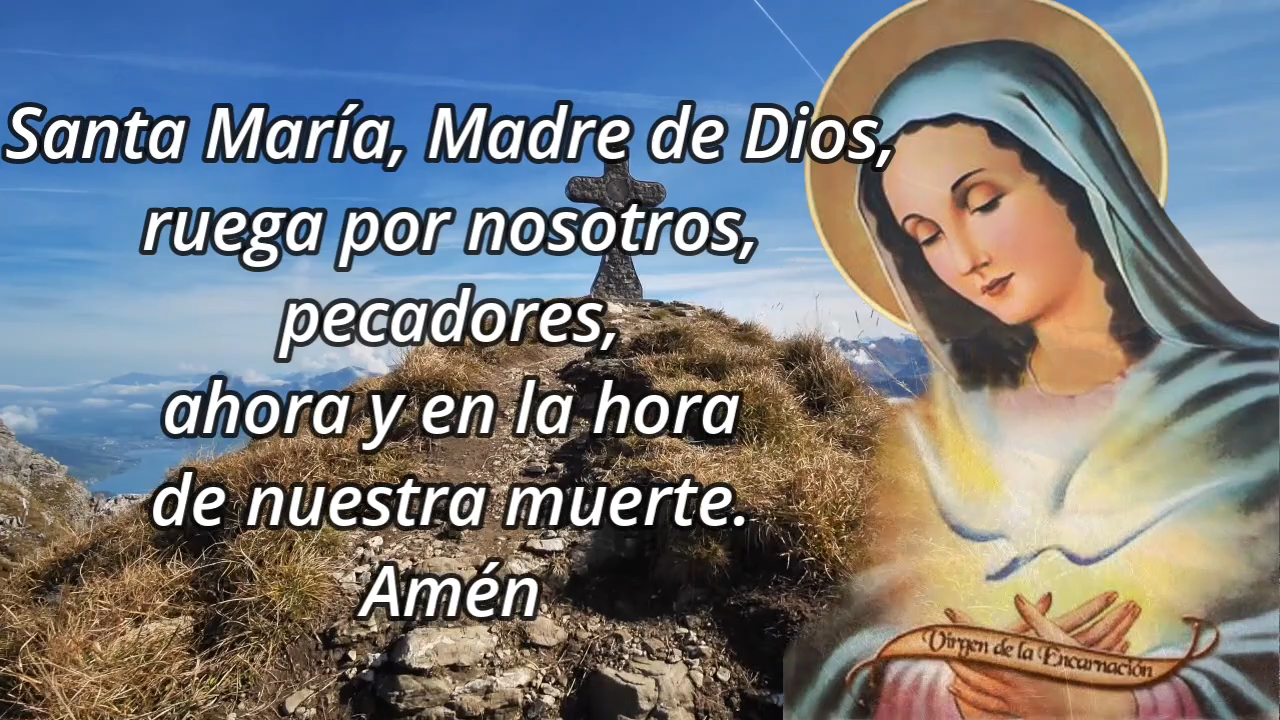 Santa María, Madre de Dios,
ruega por nosotros,
pecadores,
ahora y en la hora
de nuestra muerte.
Amén
Virgen de la Encarnación